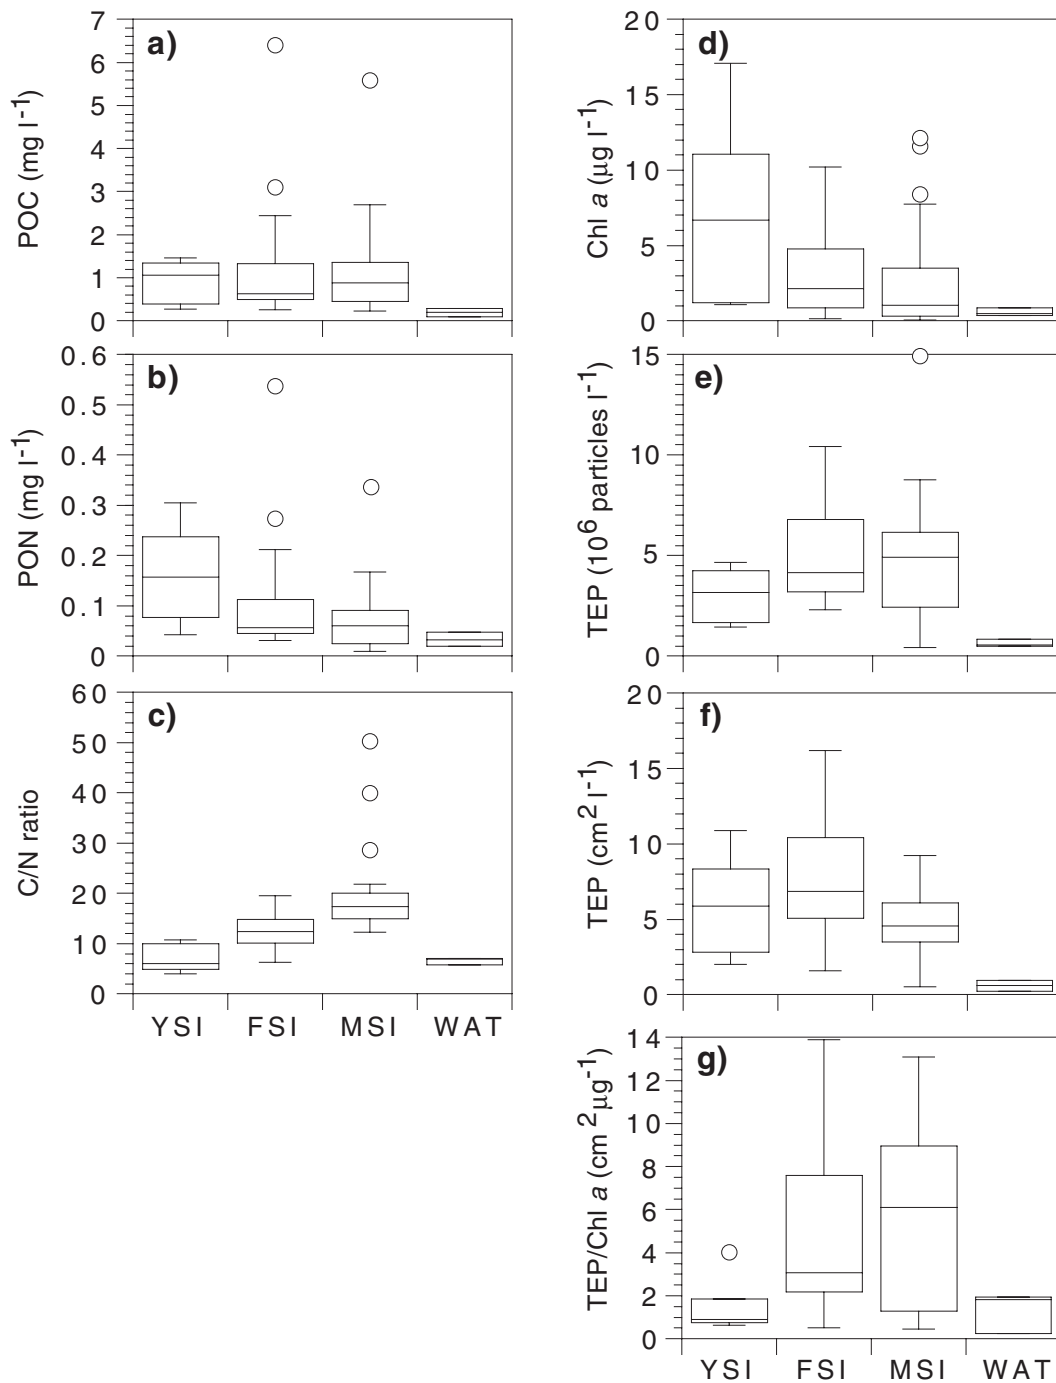 a)
POC (mg l-1)
7
6
5
4
3
2
1
0
b)
PON (mg l-1)
0.6
0.5
0.4
0.3
0.2
0.1
0
c)
C/N ratio
60
50
40
30
20
10
0
YSI FSI MSI WAT
d)
Chl a (µg l-1)
20
15
10
5
0
e)
TEP (10^6 particles l-1)
15
10
5
0
f)
TEP (cm2 l-1)
20
15
10
5
0
g)
TEP/Chl a (cm2 µg-1)
14
12
10
8
6
4
2
0
YSI FSI MSI WAT